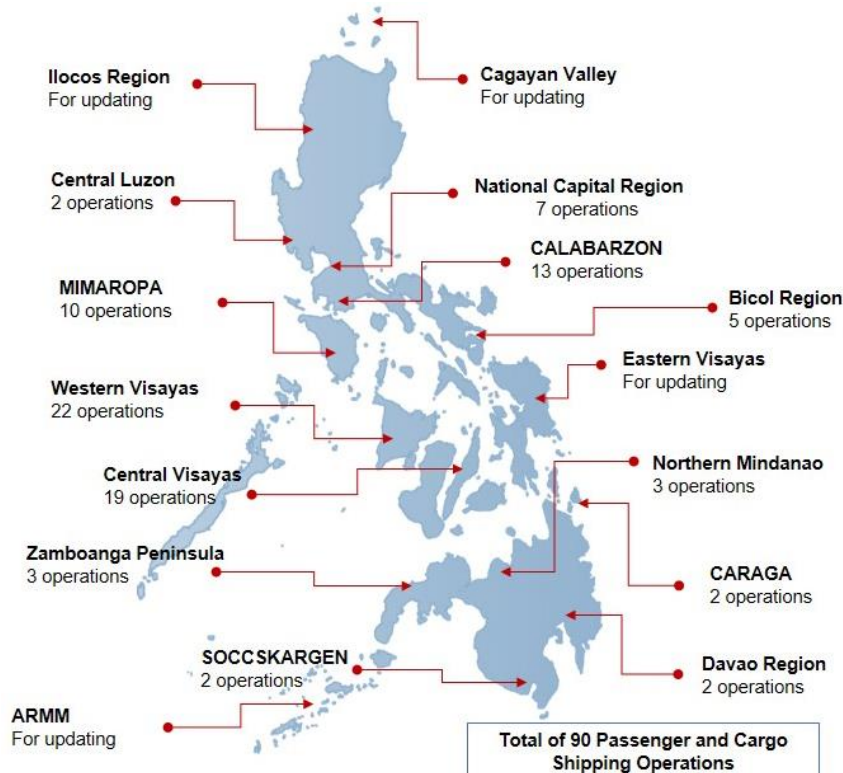 Ilocos Region
For updating
Cagayan Valley
For updating
Central Luzon
2 operations
National Capital Region
7 operations
CALABARZON
13 operations
MIMAROPA
10 operations
Bicol Region
5 operations
Eastern Visayas
For updating
Western Visayas
22 operations
Central Visayas
19 operations
Northern Mindanao
3 operations
Zamboanga Peninsula
3 operations
CARAGA
2 operations
SOCCSKARGEN
2 operations
Davao Region
2 operations
ARMM
For updating
Total of 90 Passenger and Cargo
Shipping Operations